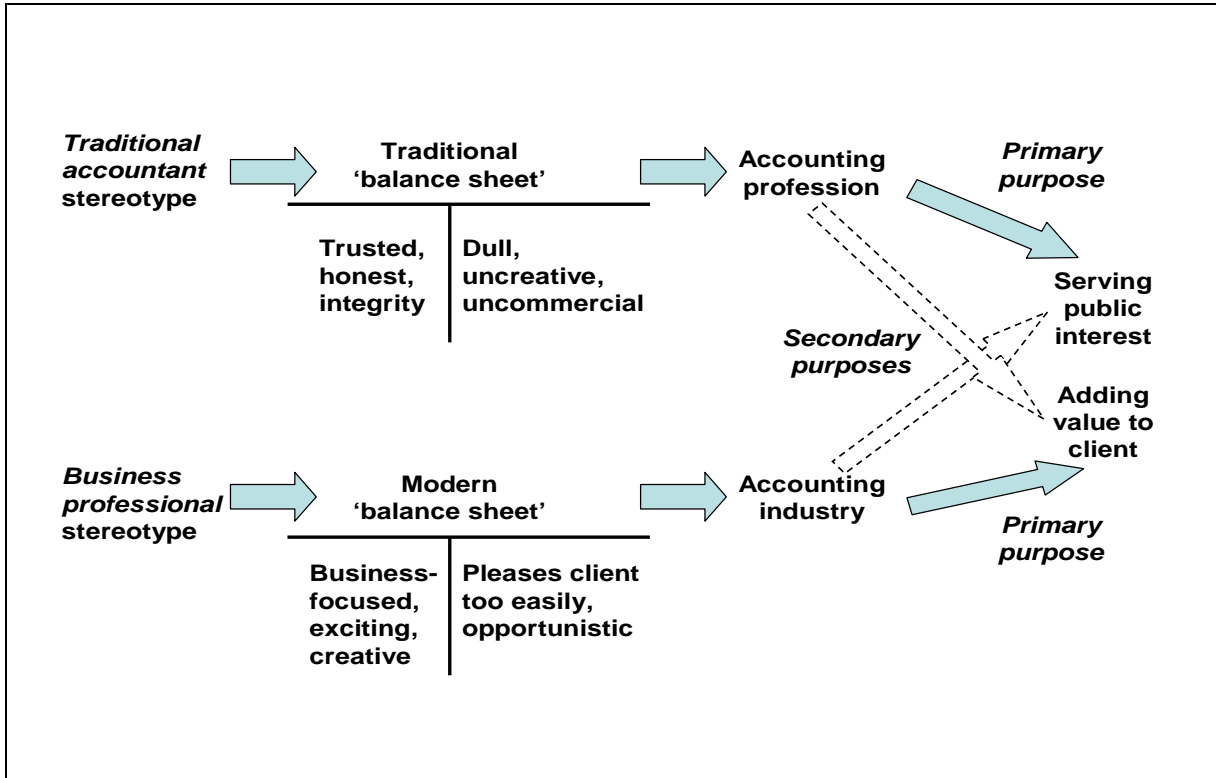 Traditional
accountant
stereotype
Traditional
‘balance sheet’
Trusted,
honest,
integrity
Dull,
uncreative,
uncommercial
Accounting
profession
Primary
purpose
Serving
public
interest
Secondary
purposes
Adding
value to
client
Business
professional
stereotype
Modern
‘balance sheet’
Business-
focused,
exciting,
creative
Pleases client
too easily,
opportunistic
Accounting
industry
Primary
purpose